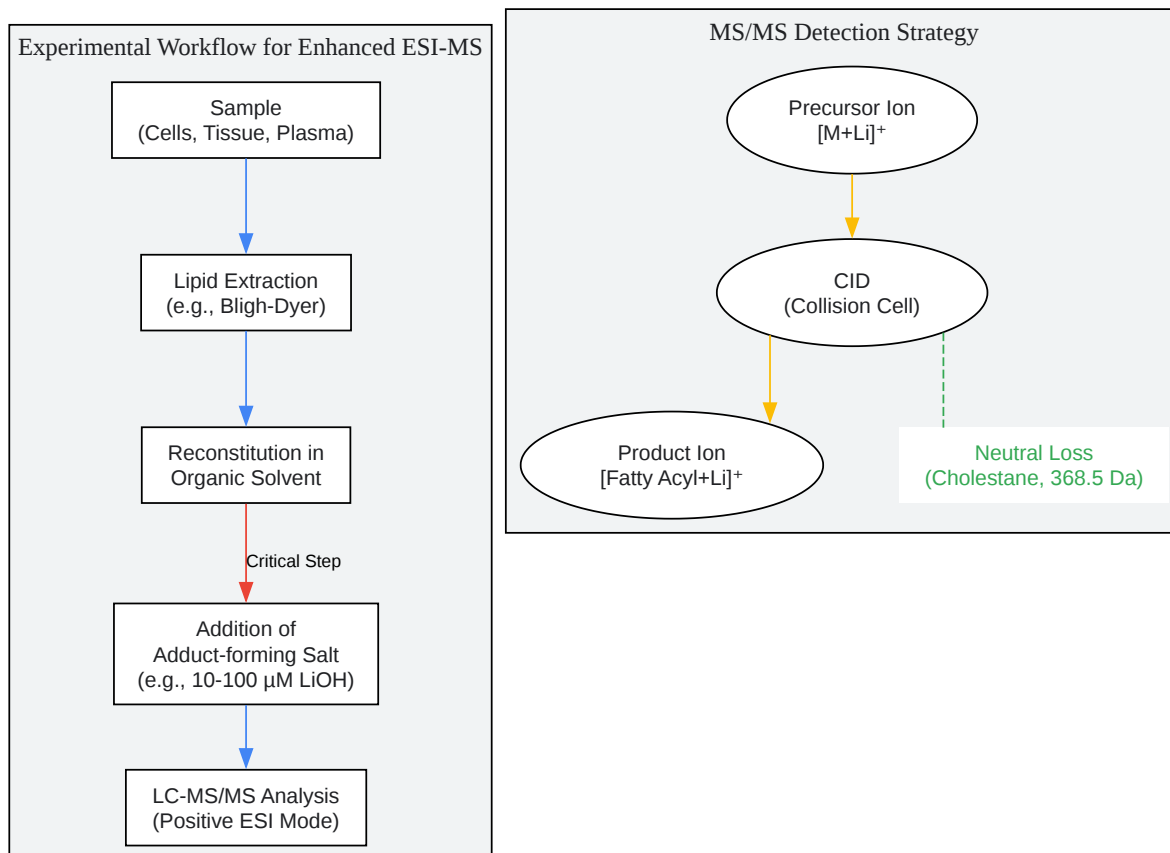 Experimental Workflow for Enhanced ESI-MS
Sample
(Cells, Tissue, Plasma)
Lipid Extraction
(e.g., Bligh-Dyer)
Reconstitution in
Organic Solvent
Critical Step
Addition of
Adduct-forming Salt
(e.g., 10-100 µM LiOH)
LC-MS/MS Analysis
(Positive ESI Mode)
MS/MS Detection Strategy
Precursor Ion
[M+Li]⁺
CID
(Collision Cell)
Product Ion
[Fatty Acyl+Li]⁺
Neutral Loss
(Cholestane, 368.5 Da)